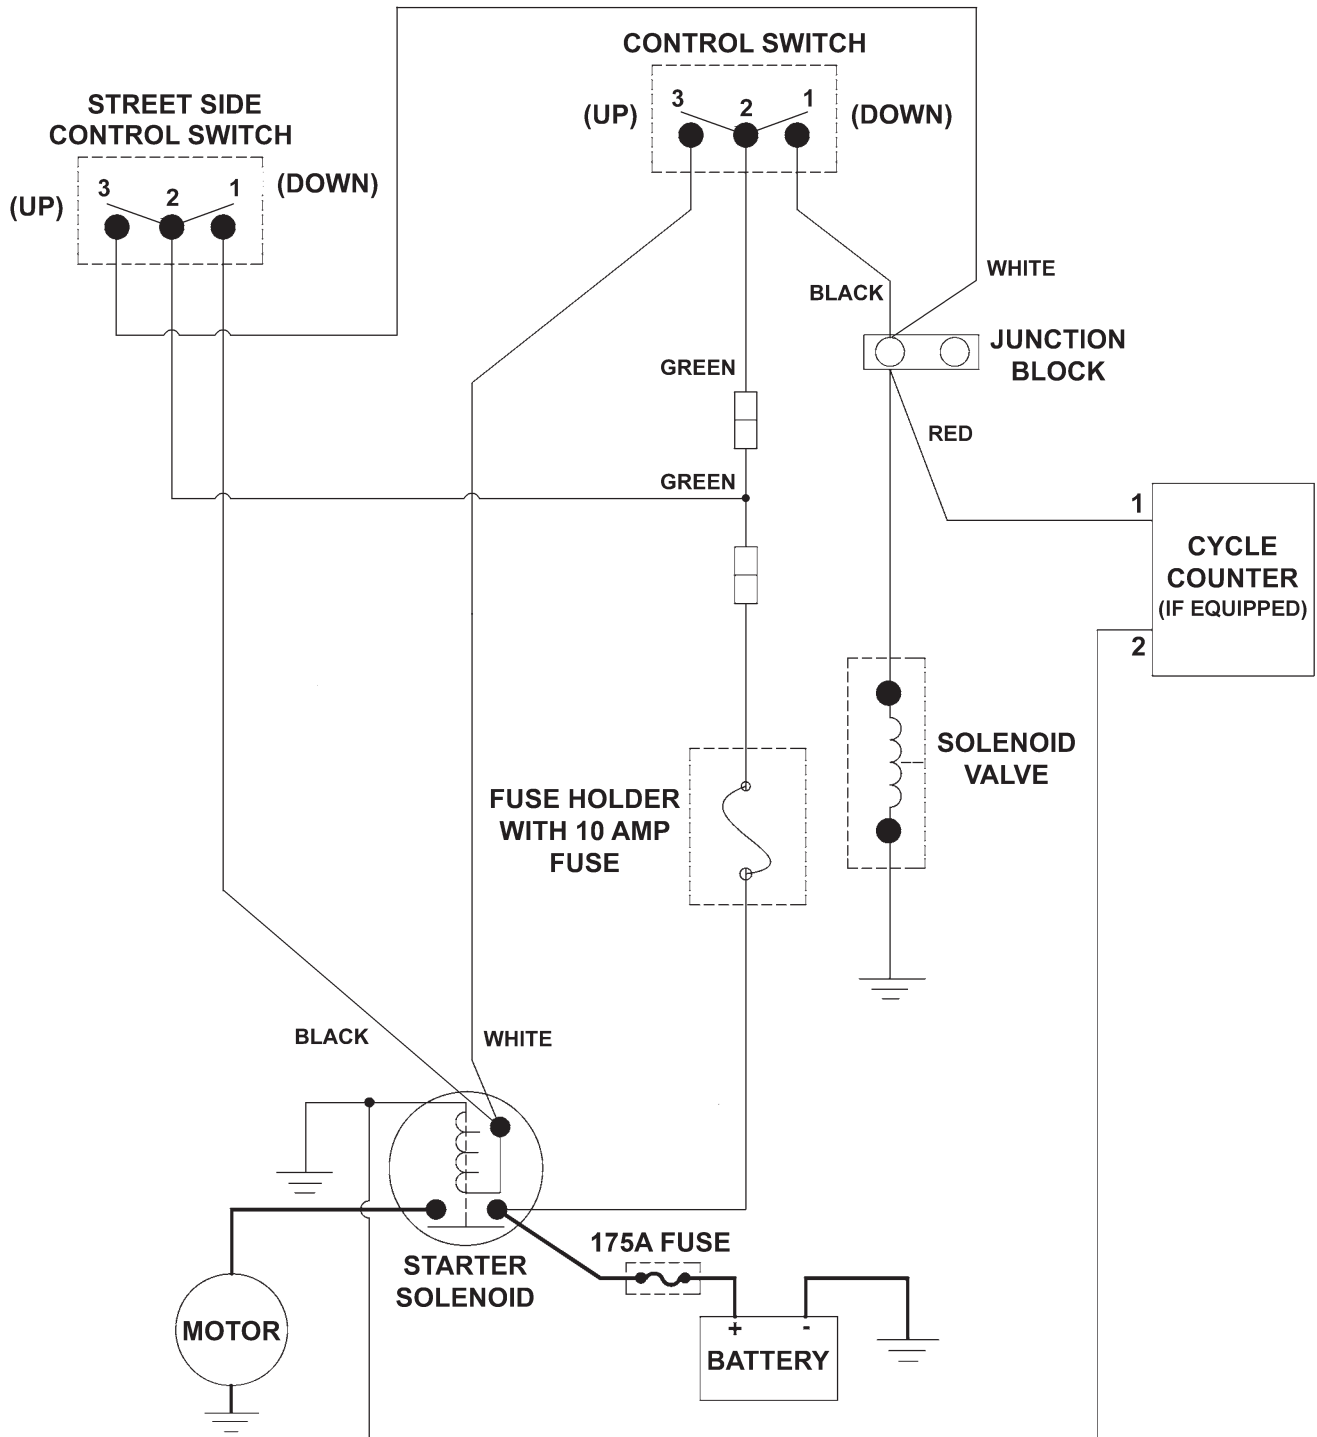 CONTROL SWITCH
3
2
1
(UP)
(DOWN)
STREET SIDE
CONTROL SWITCH
3
2
1
(UP)
(DOWN)
WHITE
BLACK
JUNCTION
BLOCK
GREEN
RED
GREEN
1
CYCLE
COUNTER
(IF EQUIPPED)
2
SOLENOID
VALVE
FUSE HOLDER
WITH 10 AMP
FUSE
BLACK
WHITE
STARTER
SOLENOID
175A FUSE
MOTOR
+
-
BATTERY